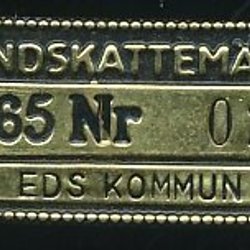 NDSKATTEMÄ
65 Nr 0
EDS KOMMUN